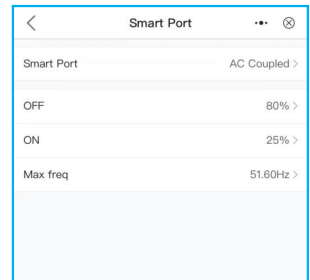 Smart Port
Smart Port AC Coupled >
OFF 80% >
ON 25% >
Max freq 51.60Hz >